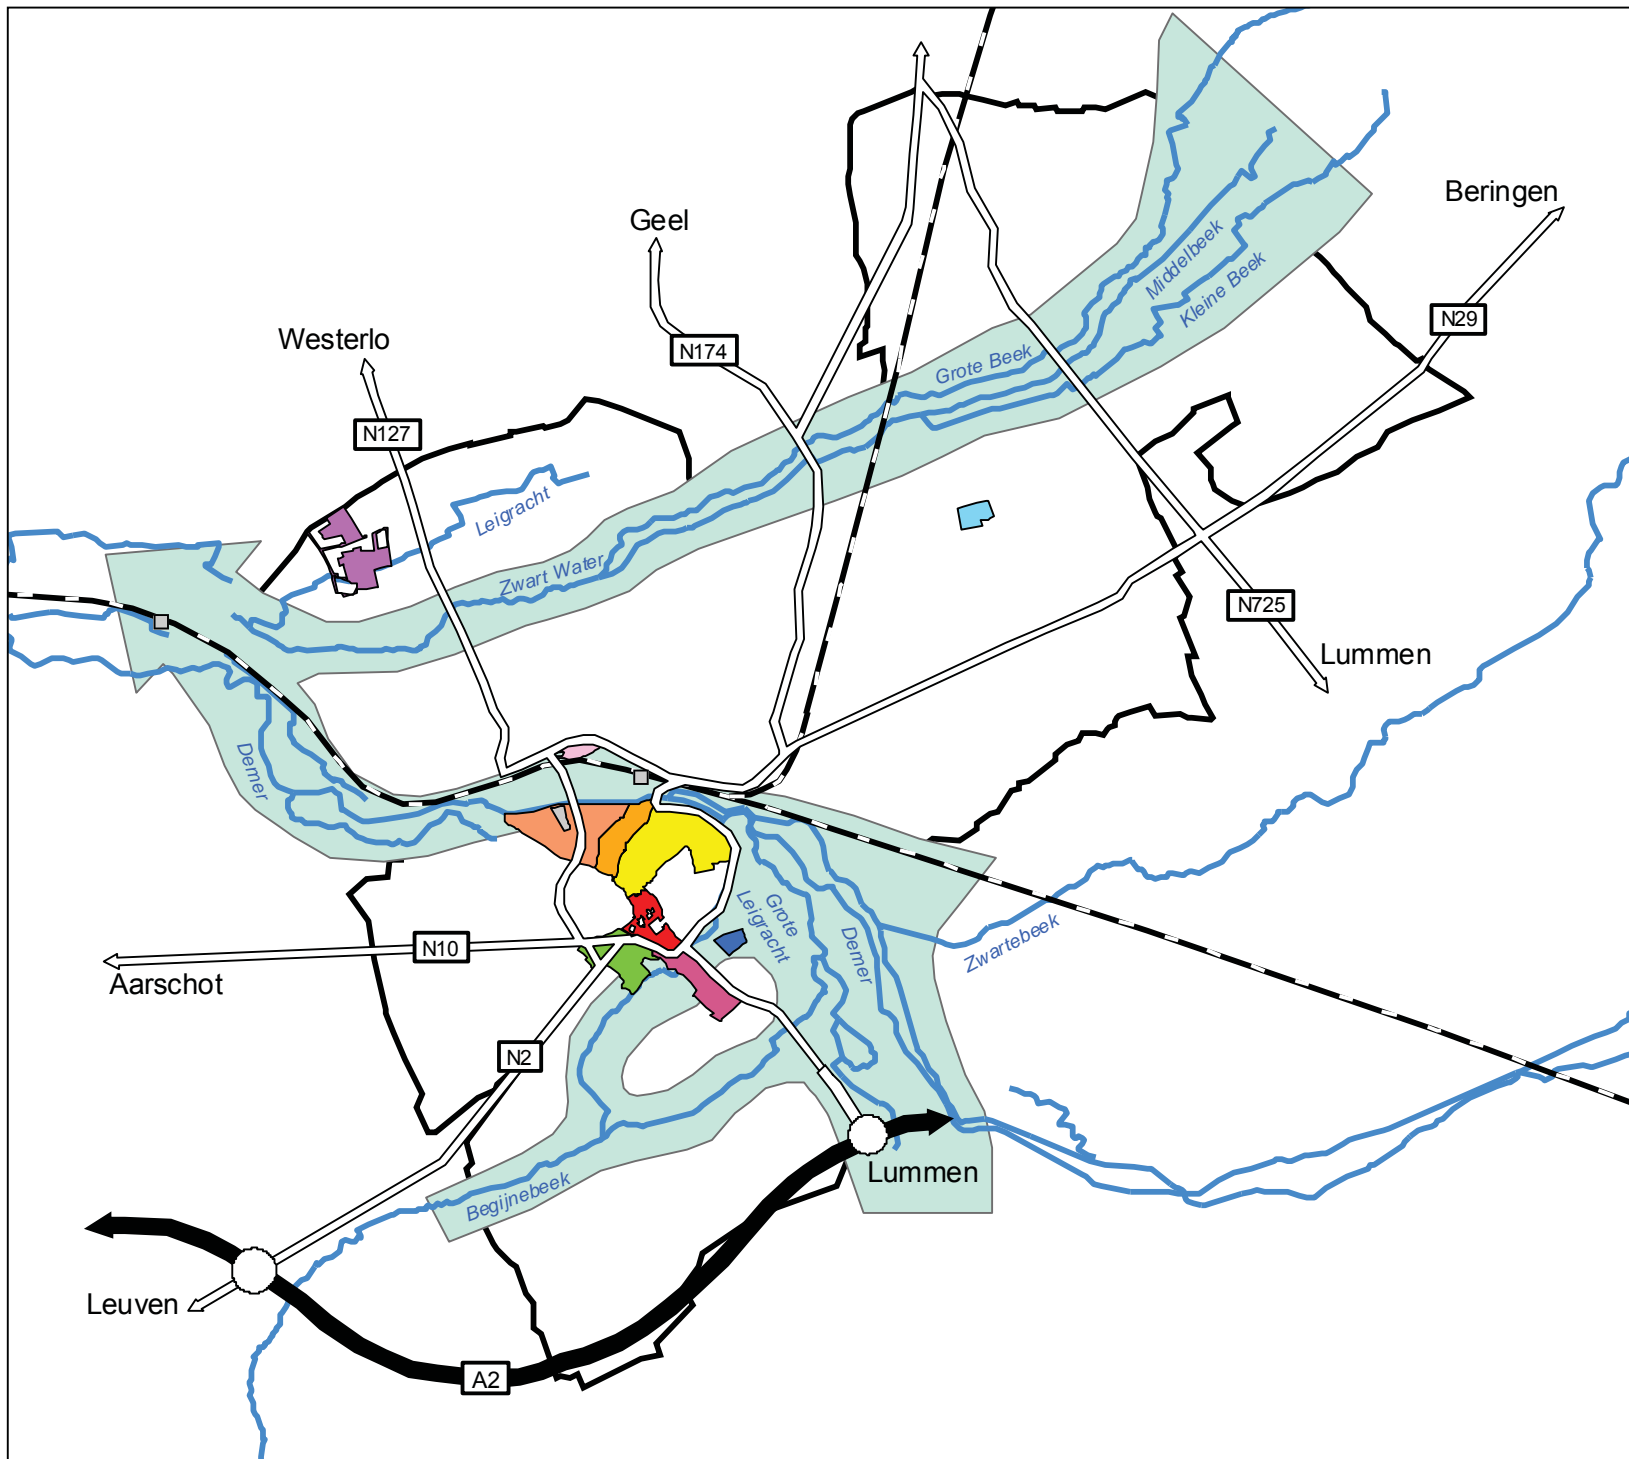 Beringen
Geel
Middelbeek
Kleine Beek
N29
Westerlo
N174
Grote Beek
N127
Leigracht
Zwart Water
N725
Lummen
Demer
Grote
Leigracht
Demer
Zwartebeek
N10
Aarschot
N2
Lummen
Begijnebeek
Leuven
A2